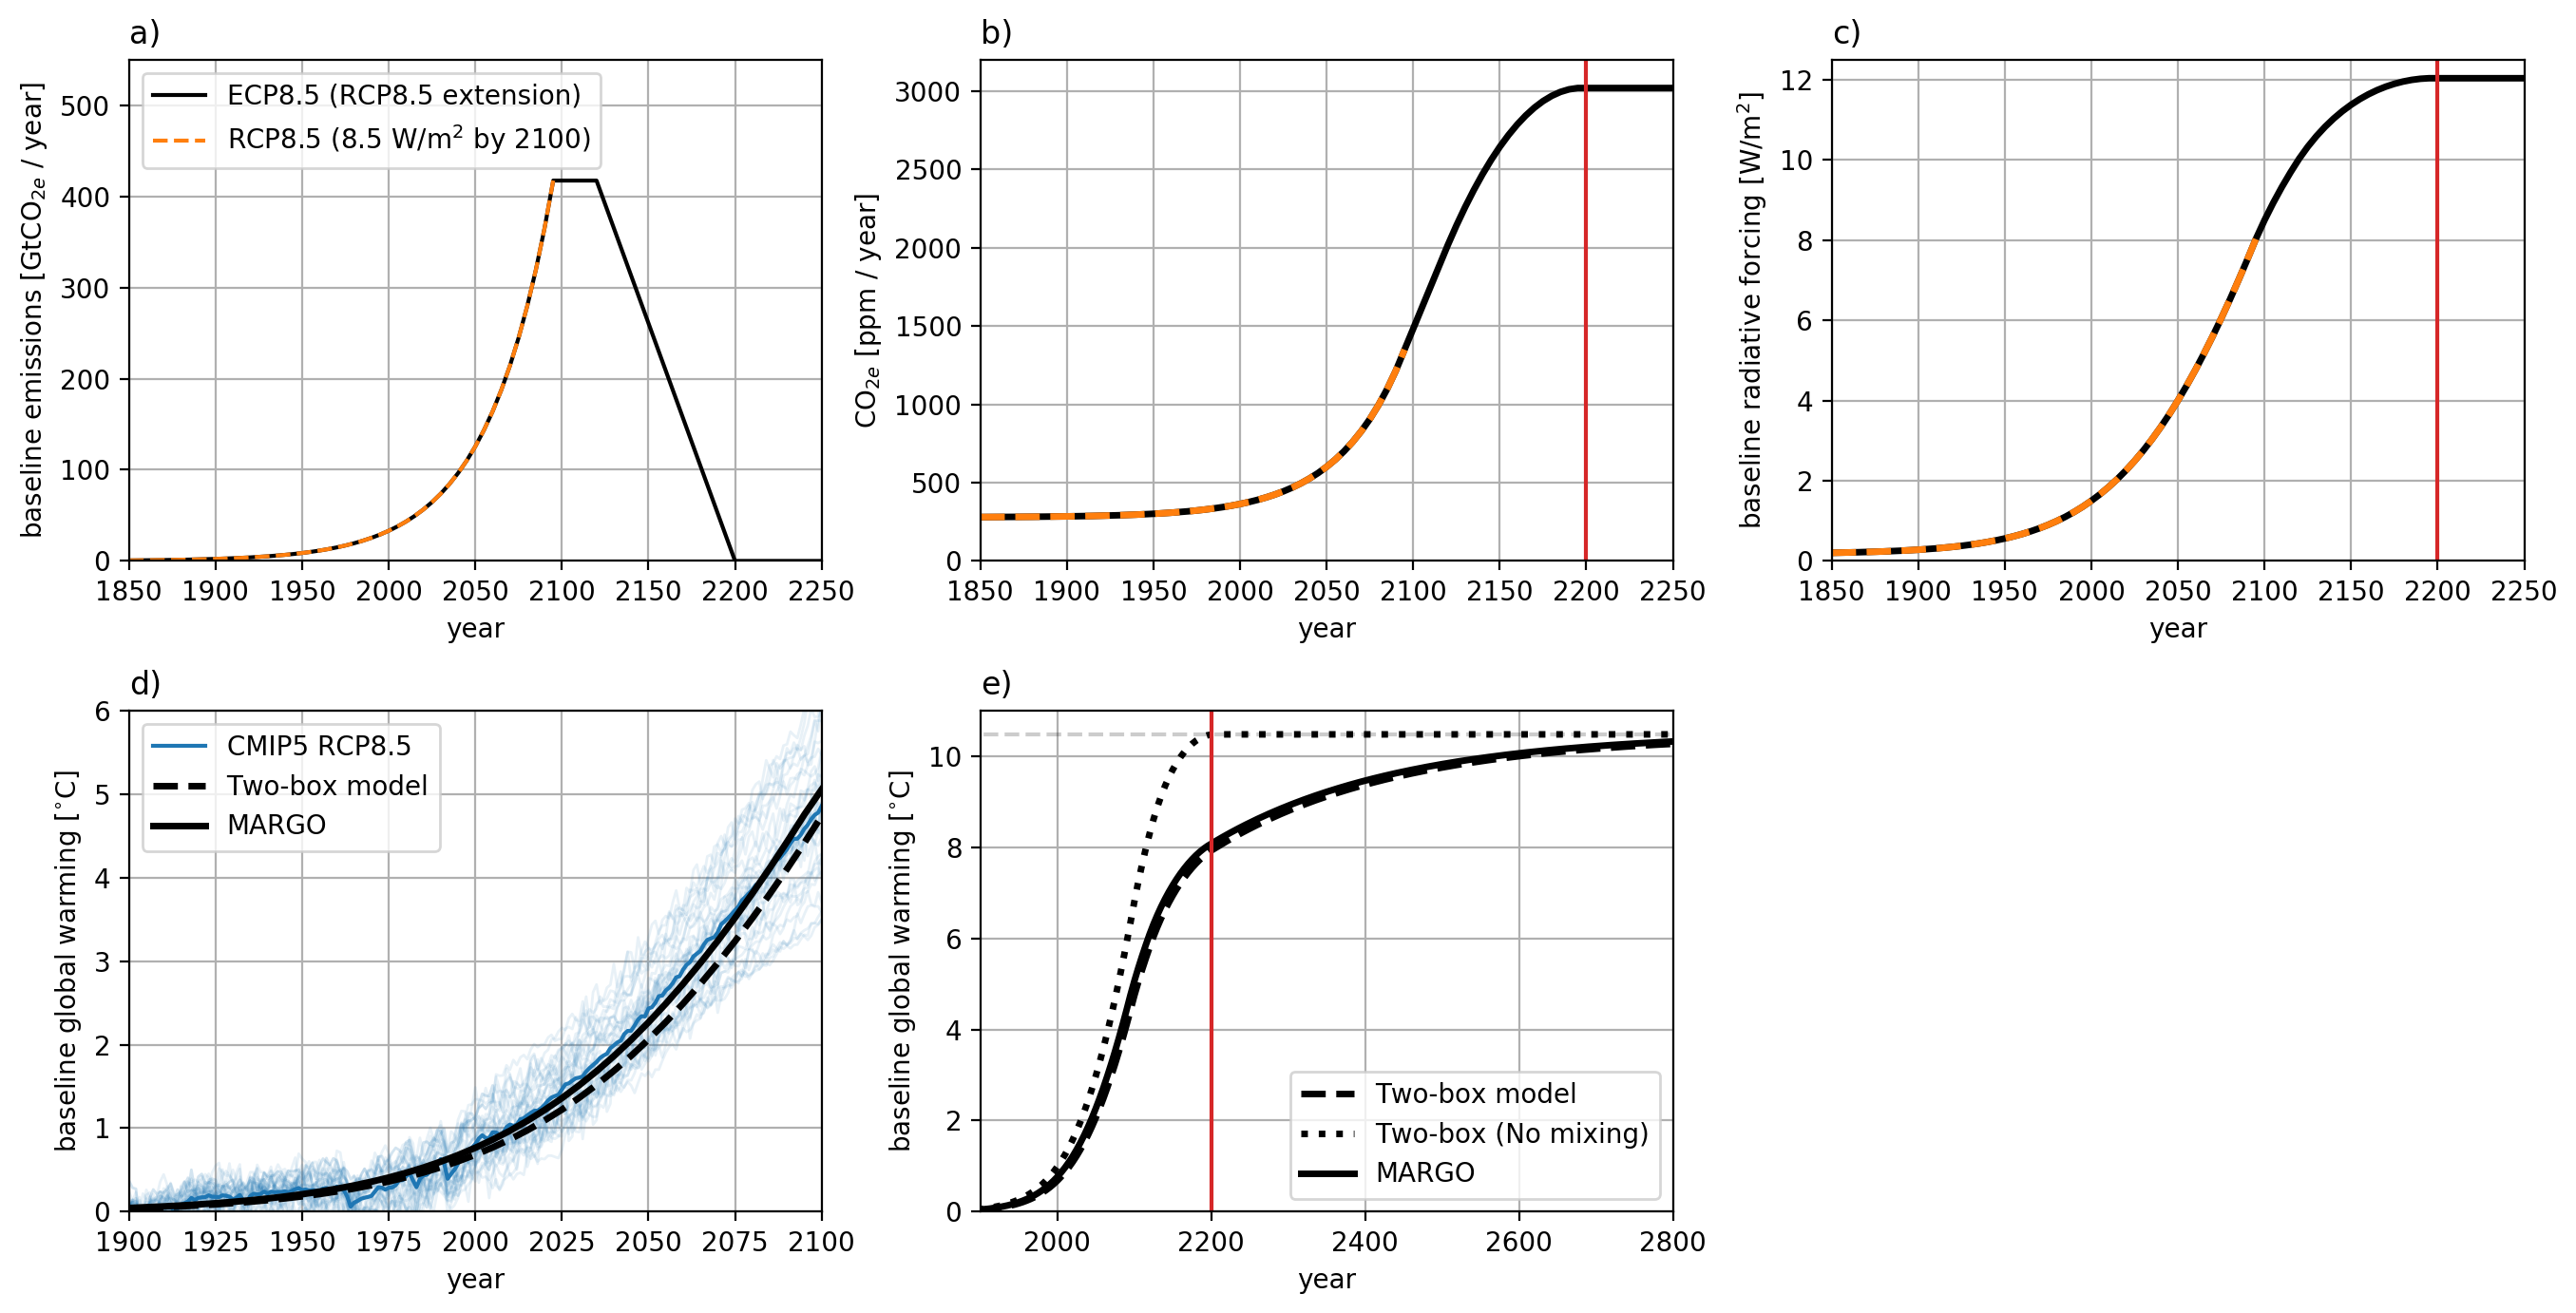 a)
baseline emissions [GtCO2e / year]
500
400
300
200
100
0
ECP8.5 (RCP8.5 extension)
RCP8.5 (8.5 W/m² by 2100)
1850 1900 1950 2000 2050 2100 2150 2200 2250
year
b)
CO2e [ppm / year]
3000
2500
2000
1500
1000
500
0
1850 1900 1950 2000 2050 2100 2150 2200 2250
year
c)
baseline radiative forcing [W/m²]
12
10
8
6
4
2
0
1850 1900 1950 2000 2050 2100 2150 2200 2250
year
d)
baseline global warming [°C]
6
5
4
3
2
1
0
CMIP5 RCP8.5
Two-box model
MARGO
1900 1925 1950 1975 2000 2025 2050 2075 2100
year
e)
baseline global warming [°C]
10
8
6
4
2
0
Two-box model
Two-box (No mixing)
MARGO
2000 2200 2400 2600 2800
year